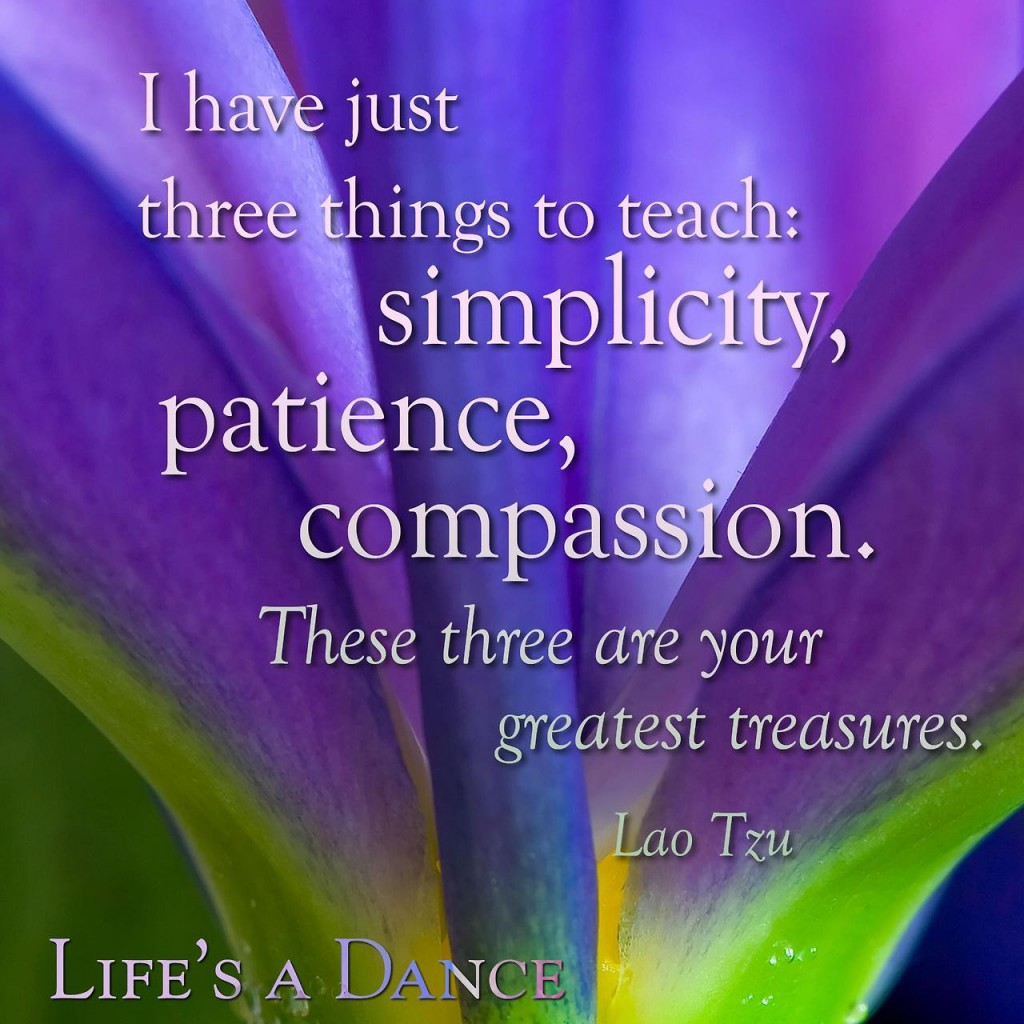 I have just
three things to teach:
simplicity,
patience,
compassion.
These three are your
greatest treasures.
Lao Tzu
Life's a Dance